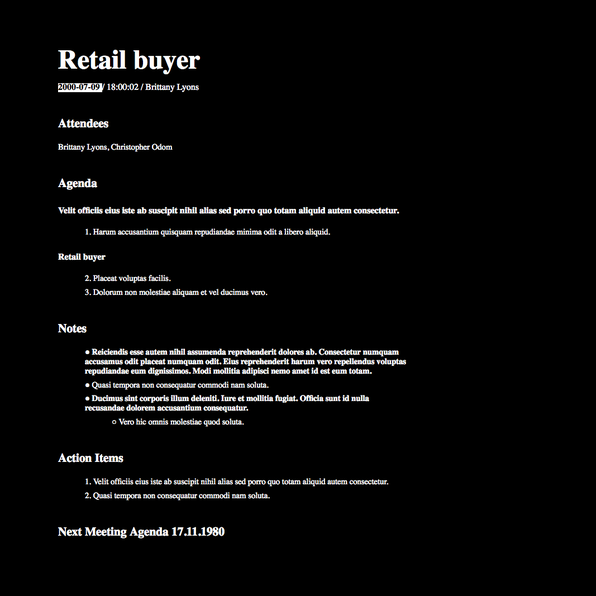 Retail buyer
2000-07-09 / 18:00:02 / Brittany Lyons
Attendees
Brittany Lyons, Christopher Odom
Agenda
Velit officiis eius iste ab suscipit nihil alias sed porro quo totam aliquid autem consectetur.
1. Harum accusantium quisquam repudiandae minima odit a libero aliquid.
Retail buyer
2. Placeat voluptas facilis.
3. Dolorum non molestiae aliquam et vel ducimus vero.
Notes
● Reiciendis esse autem nihil assumenda reprehenderit dolores ab. Consectetur numquam
accusamus odit placeat numquam odit. Eius reprehenderit harum vero repellendus voluptas
repudiandae eum dignissimos. Modi mollitia adipisci nemo amet id est eum totam.
● Quasi tempora non consequatur commodi nam soluta.
● Ducimus sint corporis illum deleniti. Iure et mollitia fugiat. Officia sunt id nulla
recusandae dolorem accusantium consequatur.
○ Vero hic omnis molestiae quod soluta.
Action Items
1. Velit officiis eius iste ab suscipit nihil alias sed porro quo totam aliquid autem consectetur.
2. Quasi tempora non consequatur commodi nam soluta.
Next Meeting Agenda 17.11.1980